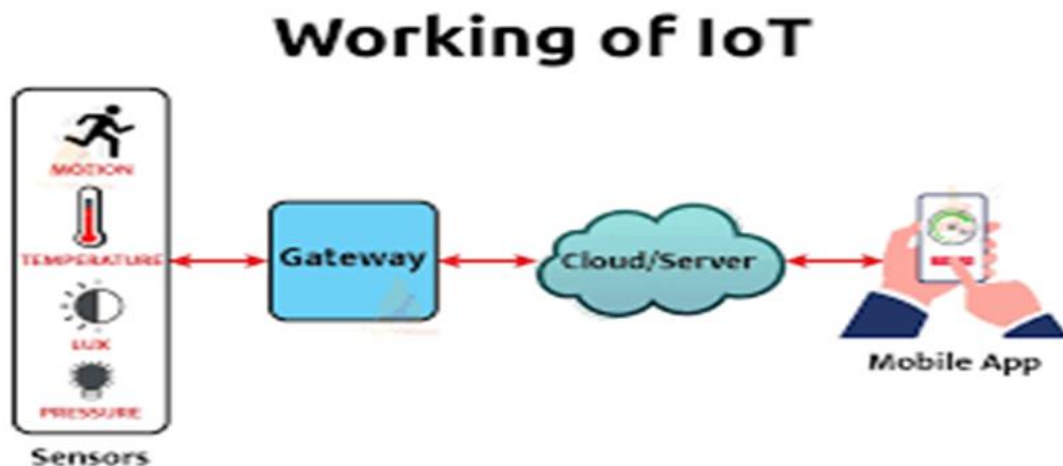 Working of IoT
MOTION
TEMPERATURE
LUX
PRESSURE
Sensors
Gateway
Cloud/Server
Mobile App